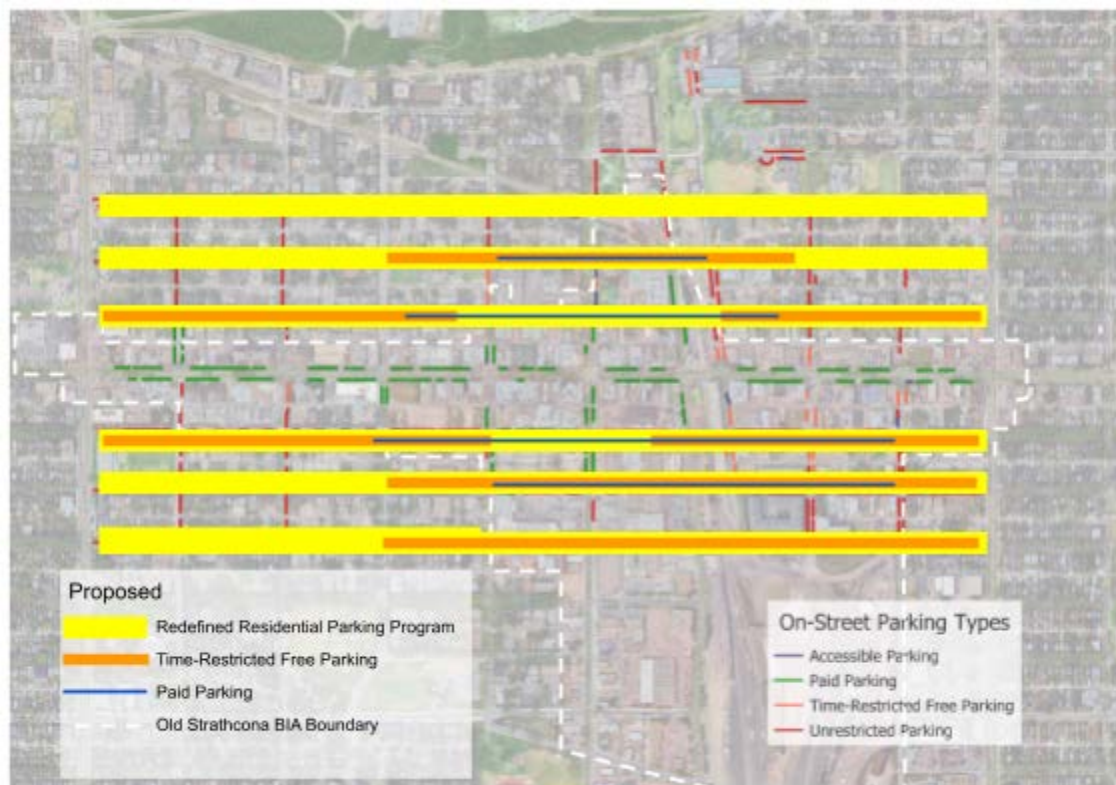 Proposed
Redefined Residential Parking Program
Time-Restricted Free Parking
Paid Parking
Old Strathcona BIA Boundary
On-Street Parking Types
Accessible Parking
Paid Parking
Time-Restricted Free Parking
Unrestricted Parking